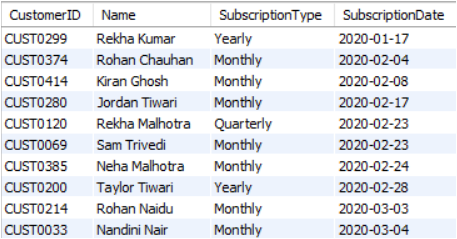 CustomerID Name SubscriptionType SubscriptionDate
CUST0299 Rekha Kumar Yearly 2020-01-17
CUST0374 Rohan Chauhan Monthly 2020-02-04
CUST0414 Kiran Ghosh Monthly 2020-02-08
CUST0280 Jordan Tiwari Monthly 2020-02-17
CUST0120 Rekha Malhotra Quarterly 2020-02-23
CUST0069 Sam Trivedi Monthly 2020-02-23
CUST0385 Neha Malhotra Monthly 2020-02-24
CUST0200 Taylor Tiwari Yearly 2020-02-28
CUST0214 Rohan Naidu Monthly 2020-03-03
CUST0033 Nandini Nair Monthly 2020-03-04